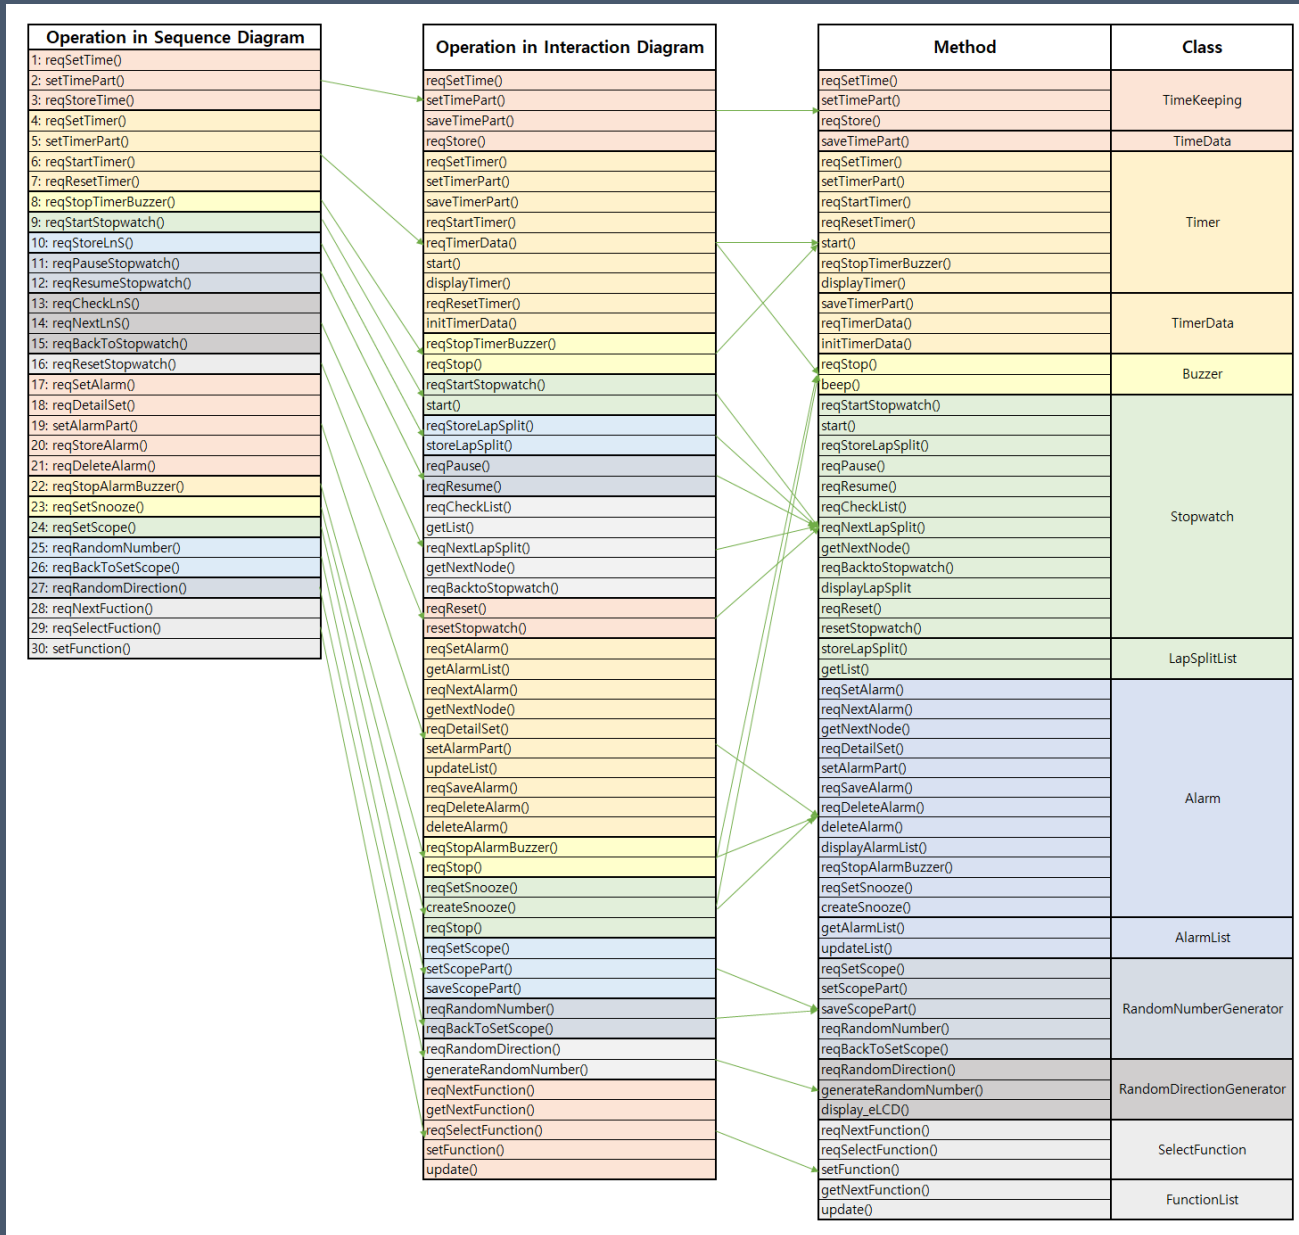 Operation in Sequence Diagram
1: reqSetTime()
2: setTimePart()
3: reqStoreTime()
4: reqSetTimer()
5: setTimerPart()
6: reqStartTimer()
7: reqResetTimer()
8: reqStopTimerBuzzer()
9: reqStartStopwatch()
10: reqStoreLnS()
11: reqPauseStopwatch()
12: reqResumeStopwatch()
13: reqCheckLnS()
14: reqNextLnS()
15: reqBackToStopwatch()
16: reqResetStopwatch()
17: reqSetAlarm()
18: reqDetailSet()
19: setAlarmPart()
20: reqStoreAlarm()
21: reqDeleteAlarm()
22: reqStopAlarmBuzzer()
23: reqSetSnooze()
24: reqSetScope()
25: reqRandomNumber()
26: reqBackToSetScope()
27: reqRandomDirection()
28: reqNextFuction()
29: reqSelectFuction()
30: setFunction()
Operation in Interaction Diagram
reqSetTime()
setTimePart()
saveTimePart()
reqStore()
reqSetTimer()
setTimerPart()
saveTimerPart()
reqStartTimer()
reqTimerData()
start()
displayTimer()
reqResetTimer()
initTimerData()
reqStopTimerBuzzer()
reqStop()
reqStartStopwatch()
start()
reqStoreLapSplit()
storeLapSplit()
reqPause()
reqResume()
reqCheckList()
getList()
reqNextLapSplit()
getNextNode()
reqBacktoStopwatch()
reqReset()
resetStopwatch()
reqSetAlarm()
getAlarmList()
reqNextAlarm()
getNextNode()
reqDetailSet()
setAlarmPart()
updateList()
reqSaveAlarm()
reqDeleteAlarm()
deleteAlarm()
reqStopAlarmBuzzer()
reqStop()
reqSetSnooze()
createSnooze()
reqStop()
reqSetScope()
setScopePart()
saveScopePart()
reqRandomNumber()
reqBackToSetScope()
reqRandomDirection()
generateRandomNumber()
reqNextFunction()
getNextFunction()
reqSelectFunction()
setFunction()
update()
Method Class
reqSetTime()
setTimePart() TimeKeeping
reqStore()
saveTimePart() TimeData
reqSetTimer()
setTimerPart()
reqStartTimer()
reqResetTimer() Timer
start()
reqStopTimerBuzzer()
displayTimer()
saveTimerPart()
reqTimerData() TimerData
initTimerData()
reqStop() Buzzer
beep()
reqStartStopwatch()
start()
reqStoreLapSplit()
reqPause()
reqResume()
reqCheckList() Stopwatch
reqNextLapSplit()
getNextNode()
reqBacktoStopwatch()
displayLapSplit
reqReset()
resetStopwatch()
storeLapSplit() LapSplitList
getList()
reqSetAlarm()
reqNextAlarm()
getNextNode()
reqDetailSet()
setAlarmPart()
reqSaveAlarm() Alarm
reqDeleteAlarm()
deleteAlarm()
displayAlarmList()
reqStopAlarmBuzzer()
reqSetSnooze()
createSnooze()
getAlarmList() AlarmList
updateList()
reqSetScope()
setScopePart()
saveScopePart() RandomNumberGenerator
reqRandomNumber()
reqBackToSetScope()
reqRandomDirection()
generateRandomNumber() RandomDirectionGenerator
display_eLCD()
reqNextFunction()
reqSelectFunction() SelectFunction
setFunction()
getNextFunction() FunctionList
update()